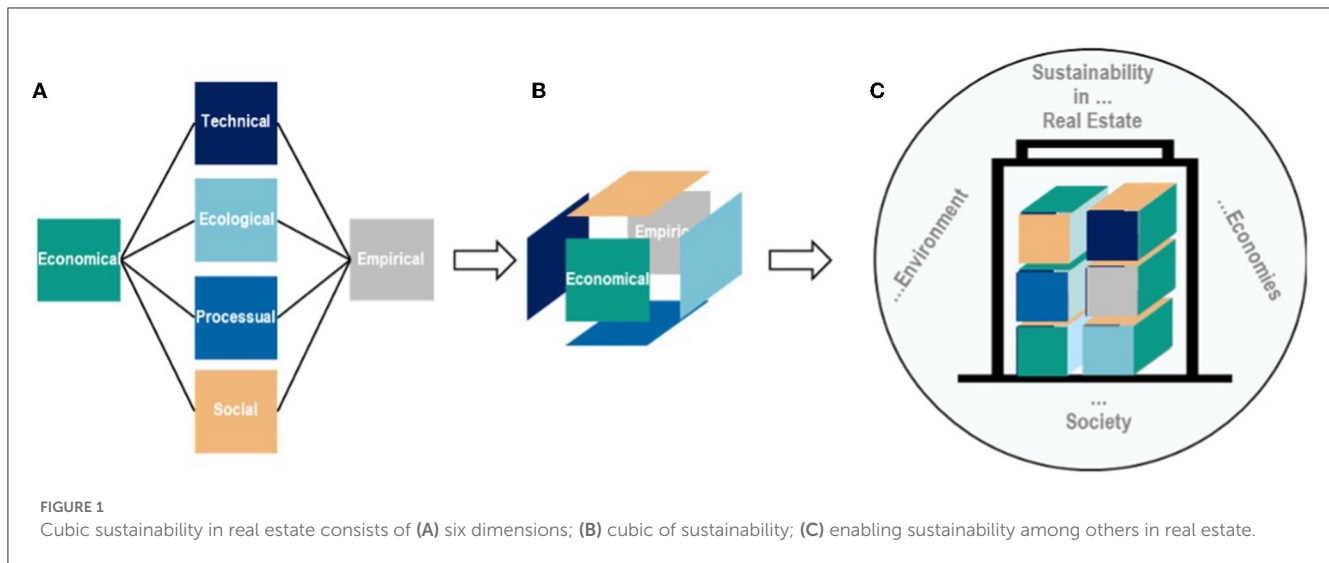 A
B
C
Technical
Ecological
Economical
Empirical
Processual
Social
Empiric
Economical
Sustainability
in ...
Real Estate
...Environment
...Economies
...
Society
FIGURE 1
Cubic sustainability in real estate consists of (A) six dimensions; (B) cubic of sustainability; (C) enabling sustainability among others in real estate.